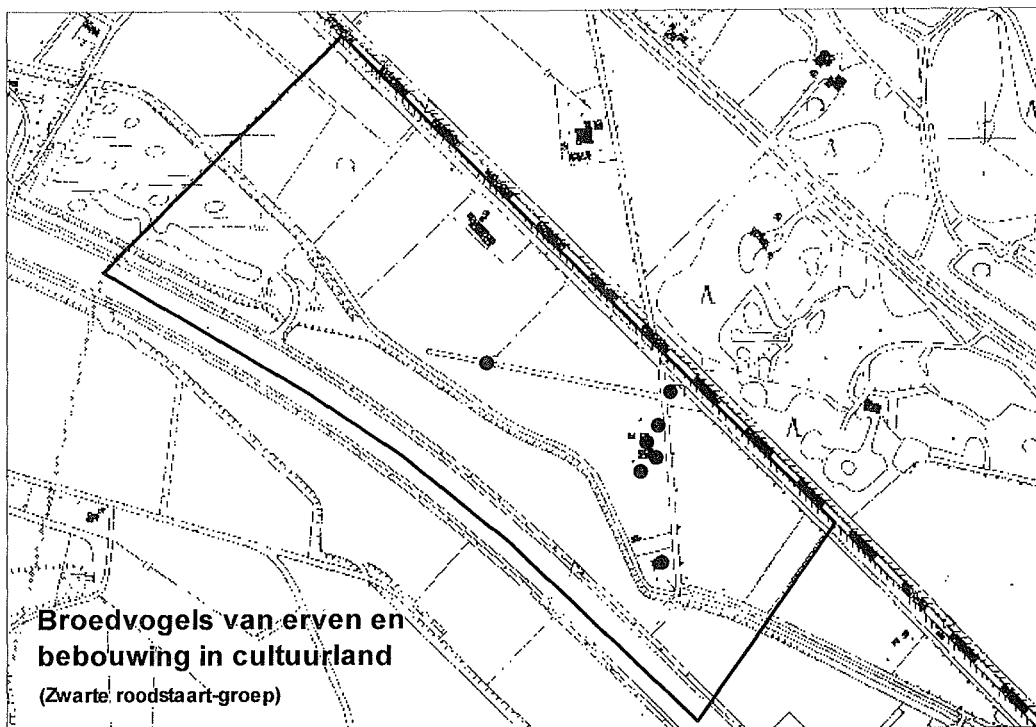 Broedvogels van erven en
bebouwing in cultuurland
(Zwarte roodstaart-groep)